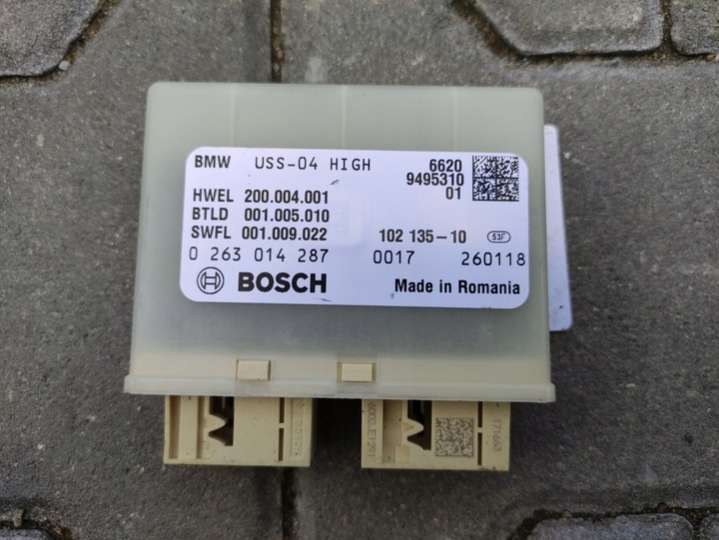 BMW USS-04 HIGH 6620
9495310
HWEL 200.004.001 01
BTLD 001.005.010
SWFL 001.009.022 102 135-10 53F
0 263 014 287 0017 260118
BOSCH Made in Romania
171663